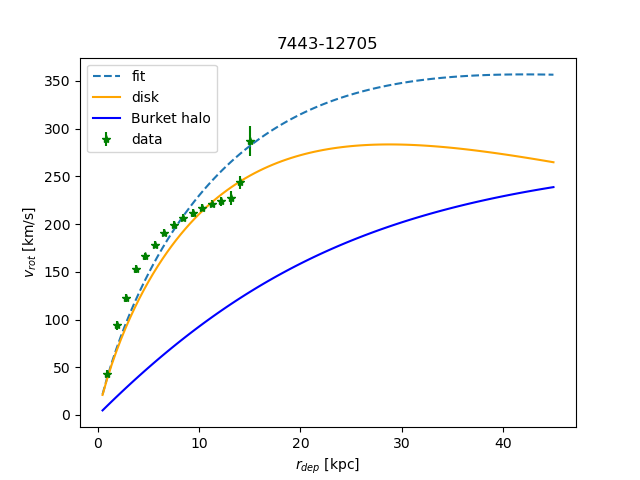 7443-12705
fit
disk
Burket halo
data
350
300
250
200
150
100
50
0
v_rot [km/s]
0 10 20 30 40
r_dep [kpc]